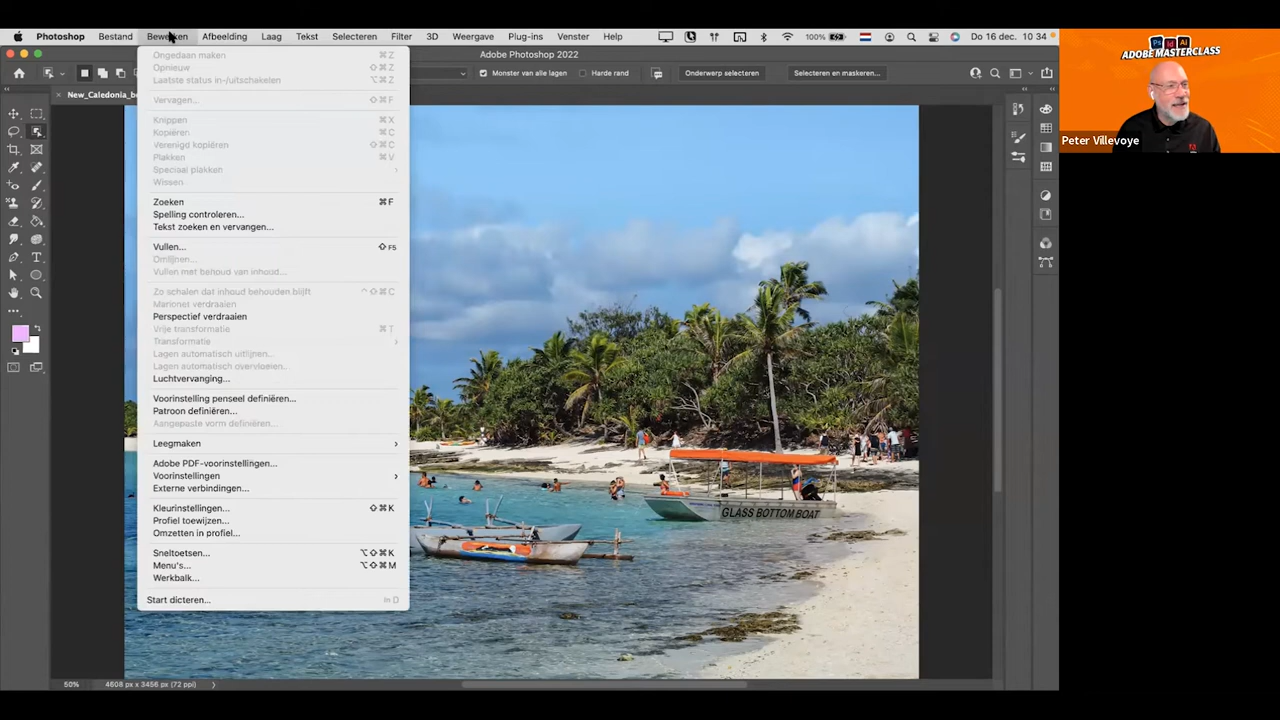 Photoshop Bestand Bewerken Afbeelding Laag Tekst Selecteren Filter 3D Weergave Plug-ins Venster Help 100% Do 16 dec. 10 34
Adobe Photoshop 2022
Monster van alle lagen Harde rand Onderwerp selecteren Selecteren en maskeren...
New_Caledonia_b
Ongedaan maken ⌘Z
Opnieuw ⇧⌘Z
Laatste status in-/uitschakelen ⌥⌘Z
Vervagen... ⇧⌘F
Knippen ⌘X
Kopiëren ⌘C
Verenigd kopiëren ⇧⌘C
Plakken ⌘V
Speciaal plakken ›
Wissen
Zoeken ⌘F
Spelling controleren...
Tekst zoeken en vervangen...
Vullen... ⇧F5
Omlijnen...
Vullen met behoud van inhoud...
Zo schalen dat inhoud behouden blijft ^⌥⇧⌘C
Marionet verdraaien
Perspectief verdraaien
Vrije transformatie ⌘T
Transformatie ›
Lagen automatisch uitlijnen...
Lagen automatisch overvloeien...
Luchtvervanging...
Voorinstelling penseel definiëren...
Patroon definiëren...
Aangepaste vorm definiëren...
Leegmaken ›
Adobe PDF-voorinstellingen...
Voorinstellingen ›
Externe verbindingen...
Kleurinstellingen... ⇧⌘K
Profiel toewijzen...
Omzetten in profiel...
Sneltoetsen... ⌥⇧⌘K
Menu's... ⌥⇧⌘M
Werkbalk...
Start dicteren... fn D
GLASS BOTTOM BOAT
50% 4608 px x 3456 px (72 ppi) ›
Ps Id Ai
ADOBE MASTERCLASS
Peter Villevoye